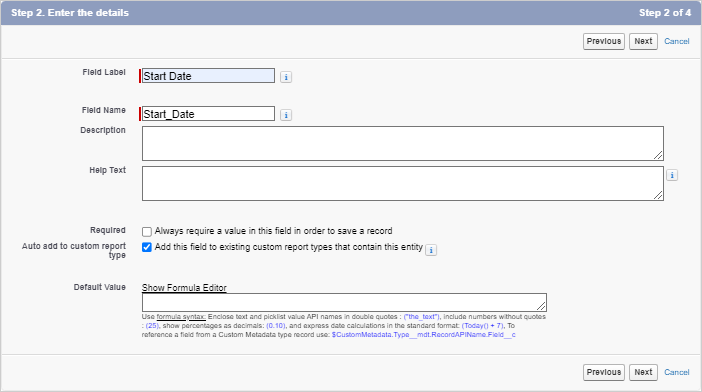 Step 2. Enter the details Step 2 of 4
Previous Next Cancel
Field Label Start Date i
Field Name Start_Date i
Description
Help Text i
Required Always require a value in this field in order to save a record
Auto add to custom report
type Add this field to existing custom report types that contain this entity i
Default Value Show Formula Editor
Use formula syntax: Enclose text and picklist value API names in double quotes : ("the_text"), include numbers without quotes
: (25), show percentages as decimals: (0.10), and express date calculations in the standard format: (Today() + 7), To
reference a field from a Custom Metadata type record use: $CustomMetadata.Type__mdt.RecordAPIName.Field__c
Previous Next Cancel